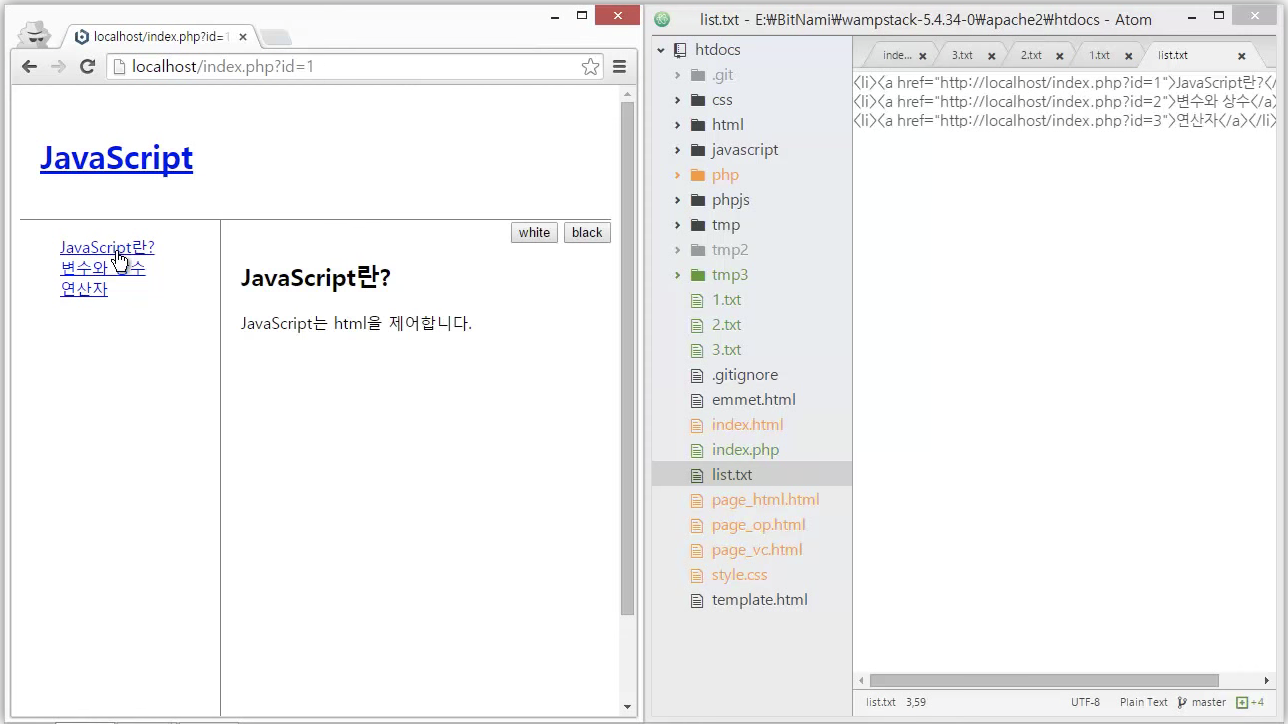 localhost/index.php?id=1
localhost/index.php?id=1
JavaScript
JavaScript란?
변수와 상수
연산자
white
black
JavaScript란?
JavaScript는 html을 제어합니다.
list.txt - E:₩BitNami₩wampstack-5.4.34-0₩apache2₩htdocs - Atom
htdocs
.git
css
html
javascript
php
phpjs
tmp
tmp2
tmp3
1.txt
2.txt
3.txt
.gitignore
emmet.html
index.html
index.php
list.txt
page_html.html
page_op.html
page_vc.html
style.css
template.html
inde...
3.txt
2.txt
1.txt
list.txt
<li><a href="http://localhost/index.php?id=1">JavaScript란?</
<li><a href="http://localhost/index.php?id=2">변수와 상수</a>
<li><a href="http://localhost/index.php?id=3">연산자</a></li>
list.txt 3,59
UTF-8 Plain Text master +4